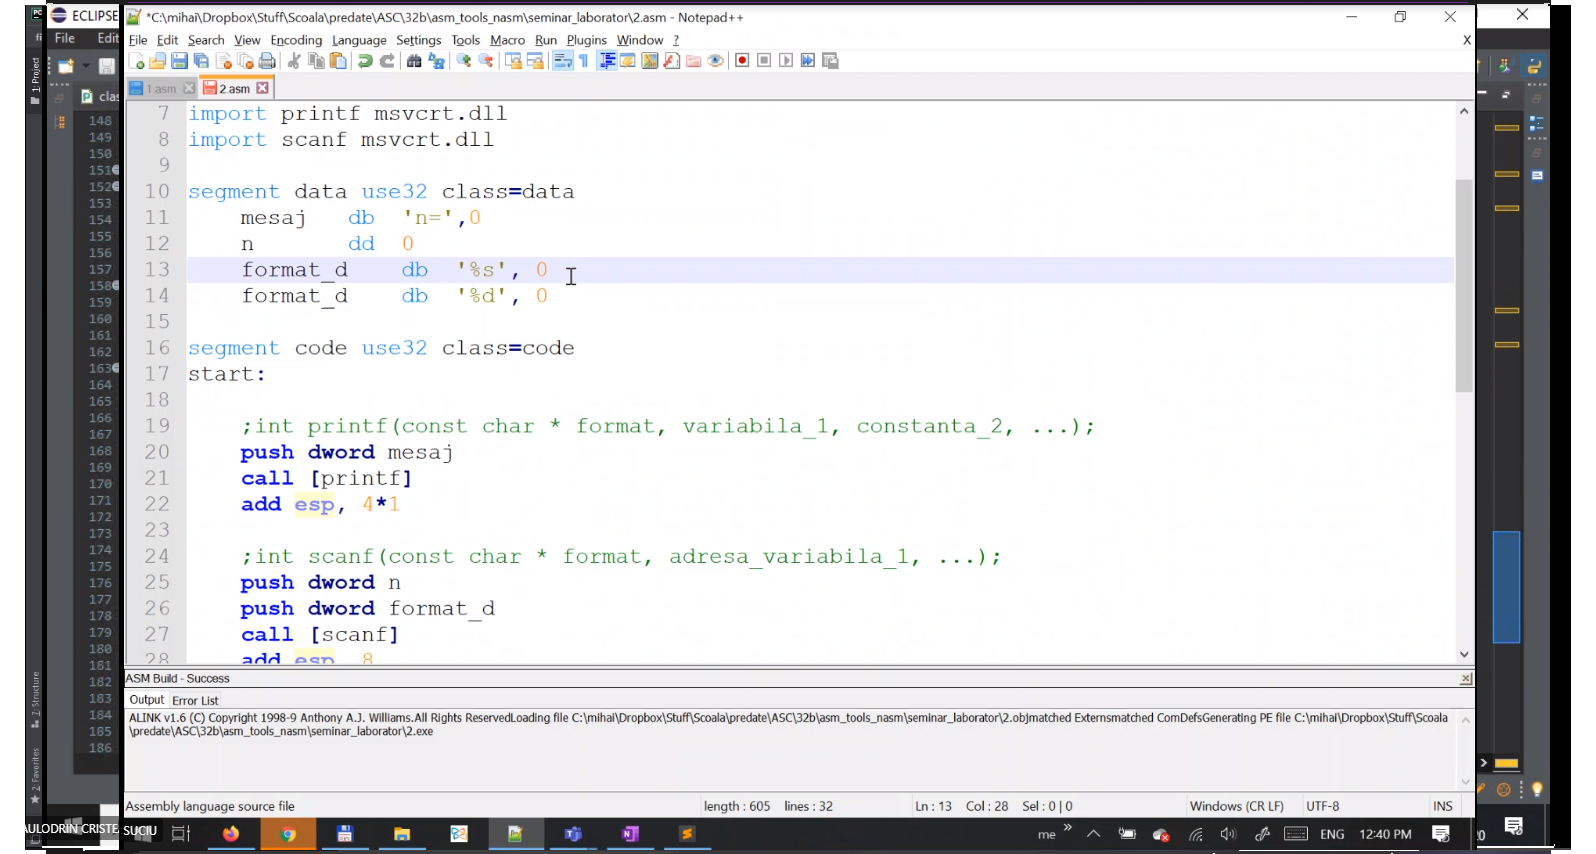 ECLIPSE
*C:\mihai\Dropbox\Stuff\Scoala\predate\ASC\32b\asm_tools_nasm\seminar_laborator\2.asm - Notepad++
File Edit
File Edit Search View Encoding Language Settings Tools Macro Run Plugins Window ? X
1: Project
clas
1.asm 2.asm
7 import printf msvcrt.dll
8 import scanf msvcrt.dll
9
10 segment data use32 class=data
11 mesaj db 'n=',0
12 n dd 0
13 format_d db '%s', 0
14 format_d db '%d', 0
15
16 segment code use32 class=code
17 start:
18
19 ;int printf(const char * format, variabila_1, constanta_2, ...);
20 push dword mesaj
21 call [printf]
22 add esp, 4*1
23
24 ;int scanf(const char * format, adresa_variabila_1, ...);
25 push dword n
26 push dword format_d
27 call [scanf]
28 add esp, 8
148
149
150
151
152
153
154
155
156
157
158
159
160
161
162
163
164
165
166
167
168
169
170
171
172
173
174
175
176
177
178
179
180
181
182
183
184
185
186
7: Structure
2: Favorites
ASM Build - Success
Output Error List
ALINK v1.6 (C) Copyright 1998-9 Anthony A.J. Williams.All Rights ReservedLoading file C:\mihai\Dropbox\Stuff\Scoala\predate\ASC\32b\asm_tools_nasm\seminar_laborator\2.objmatched Externsmatched ComDefsGenerating PE file C:\mihai\Dropbox\Stuff\Scoala
\predate\ASC\32b\asm_tools_nasm\seminar_laborator\2.exe
Assembly language source file length : 605 lines : 32 Ln : 13 Col : 28 Sel : 0 | 0 Windows (CR LF) UTF-8 INS
AULODRIN CRISTE SUCIU me ENG 12:40 PM